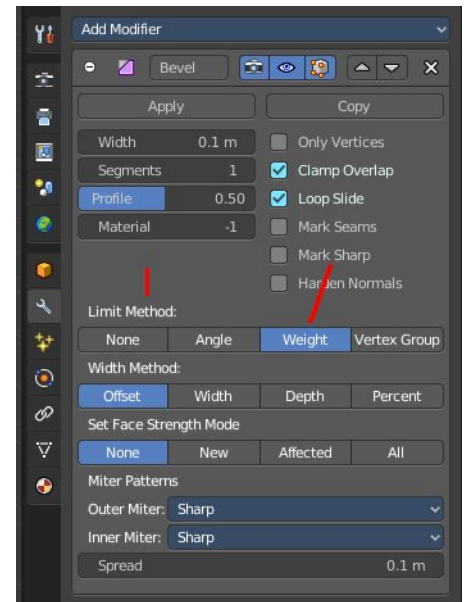 Add Modifier
Bevel
Apply Copy
Width 0.1 m Only Vertices
Segments 1 Clamp Overlap
Profile 0.50 Loop Slide
Material -1 Mark Seams
Mark Sharp
Harden Normals
Limit Method:
None Angle Weight Vertex Group
Width Method:
Offset Width Depth Percent
Set Face Strength Mode
None New Affected All
Miter Patterns
Outer Miter: Sharp
Inner Miter: Sharp
Spread 0.1 m